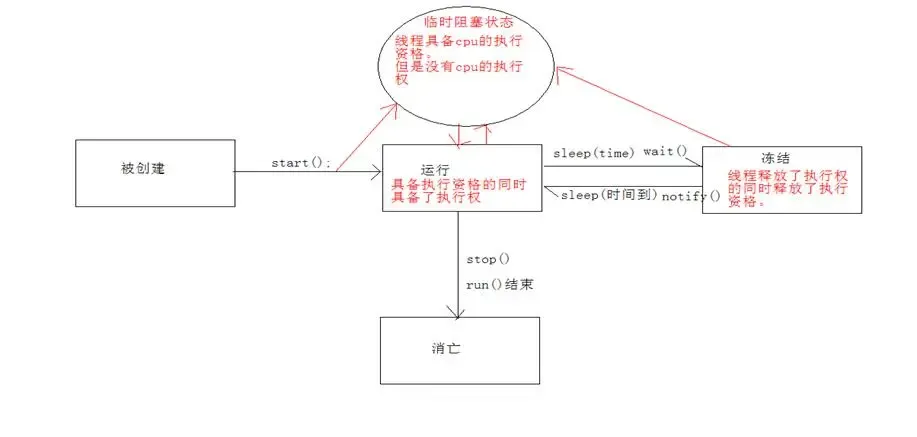 临时阻塞状态
线程具备cpu的执行
资格。
但是没有cpu的执行
权
被创建
start();
运行
具备执行资格的同时
具备了执行权
sleep(time) wait()
sleep(时间到) notify()
冻结
线程释放了执行权
的同时释放了执行
资格。
stop()
run()结束
消亡